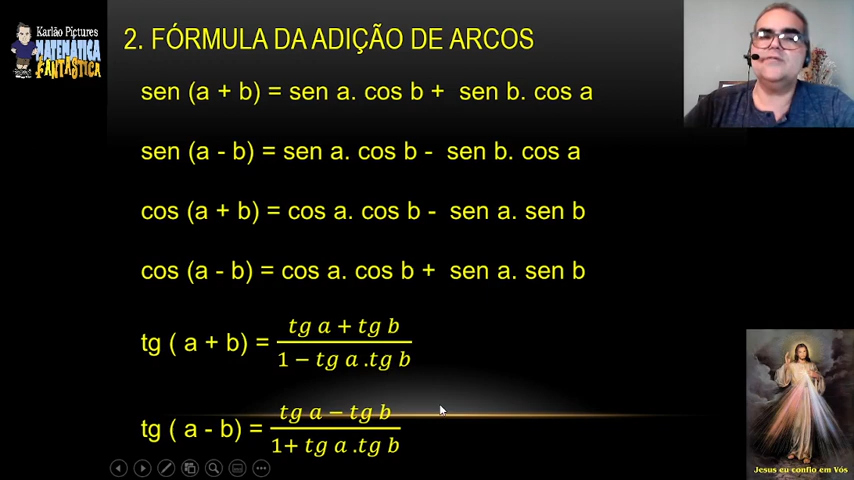 Karlão Pictures
MATEMÁTICA
FANTÁSTICA
2. FÓRMULA DA ADIÇÃO DE ARCOS
sen (a + b) = sen a. cos b + sen b. cos a
sen (a - b) = sen a. cos b - sen b. cos a
cos (a + b) = cos a. cos b - sen a. sen b
cos (a - b) = cos a. cos b + sen a. sen b
tg ( a + b) = 
tg a + tg b
1 − tg a .tg b
tg ( a - b) = 
tg a − tg b
1+ tg a .tg b
Jesus eu confio em Vós